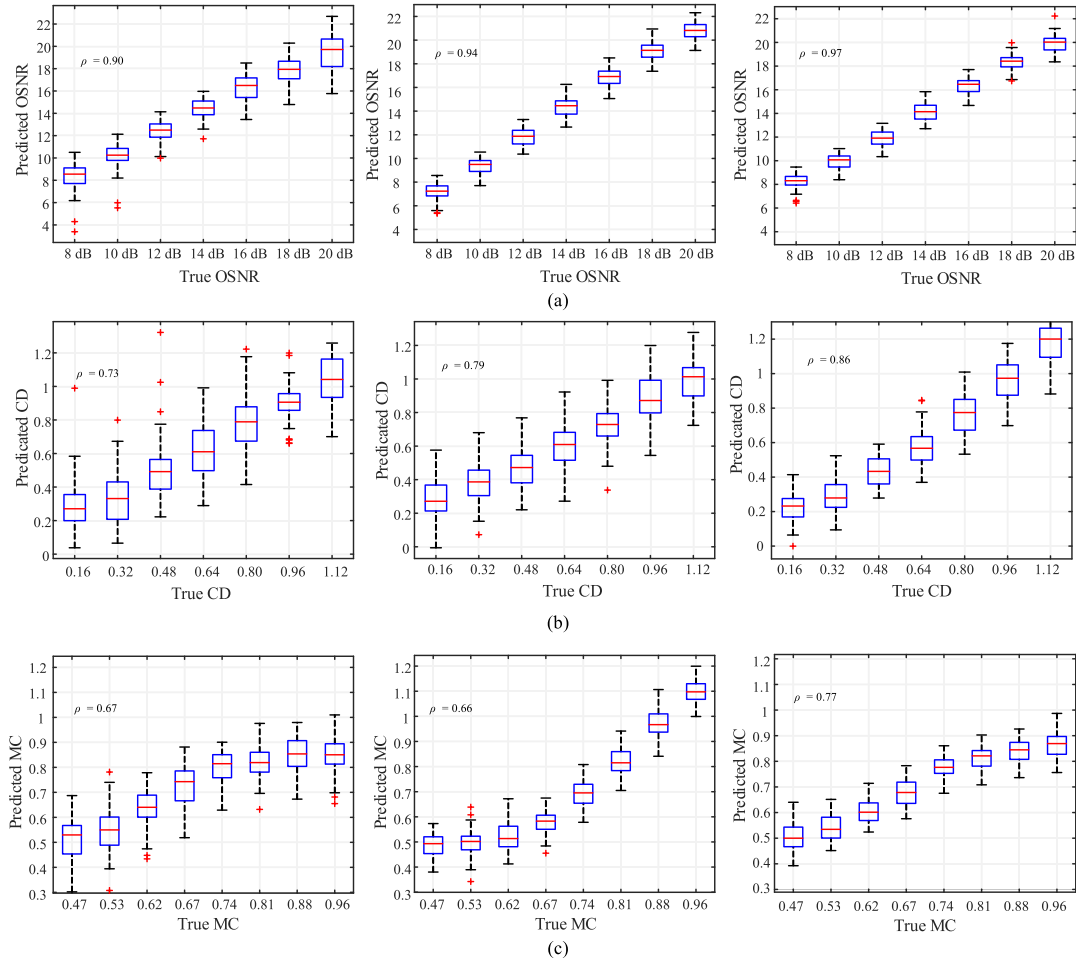 22
20
18
16
14
12
10
8
6
4
Predicted OSNR
ρ = 0.90
8 dB 10 dB 12 dB 14 dB 16 dB 18 dB 20 dB
True OSNR
22
20
18
16
14
12
10
8
6
4
Predicted OSNR
ρ = 0.94
8 dB 10 dB 12 dB 14 dB 16 dB 18 dB 20 dB
True OSNR
22
20
18
16
14
12
10
8
6
4
Predicted OSNR
ρ = 0.97
8 dB 10 dB 12 dB 14 dB 16 dB 18 dB 20 dB
True OSNR
(a)
1.2
1
0.8
0.6
0.4
0.2
0
Predicated CD
ρ = 0.73
0.16 0.32 0.48 0.64 0.80 0.96 1.12
True CD
1.2
1
0.8
0.6
0.4
0.2
0
Predicated CD
ρ = 0.79
0.16 0.32 0.48 0.64 0.80 0.96 1.12
True CD
1.2
1
0.8
0.6
0.4
0.2
0
Predicated CD
ρ = 0.86
0.16 0.32 0.48 0.64 0.80 0.96 1.12
True CD
(b)
1.2
1.1
1
0.9
0.8
0.7
0.6
0.5
0.4
0.3
Predicted MC
ρ = 0.67
0.47 0.53 0.62 0.67 0.74 0.81 0.88 0.96
True MC
1.2
1.1
1
0.9
0.8
0.7
0.6
0.5
0.4
0.3
Predicted MC
ρ = 0.66
0.47 0.53 0.62 0.67 0.74 0.81 0.88 0.96
True MC
1.2
1.1
1
0.9
0.8
0.7
0.6
0.5
0.4
0.3
Predicted MC
ρ = 0.77
0.47 0.53 0.62 0.67 0.74 0.81 0.88 0.96
True MC
(c)